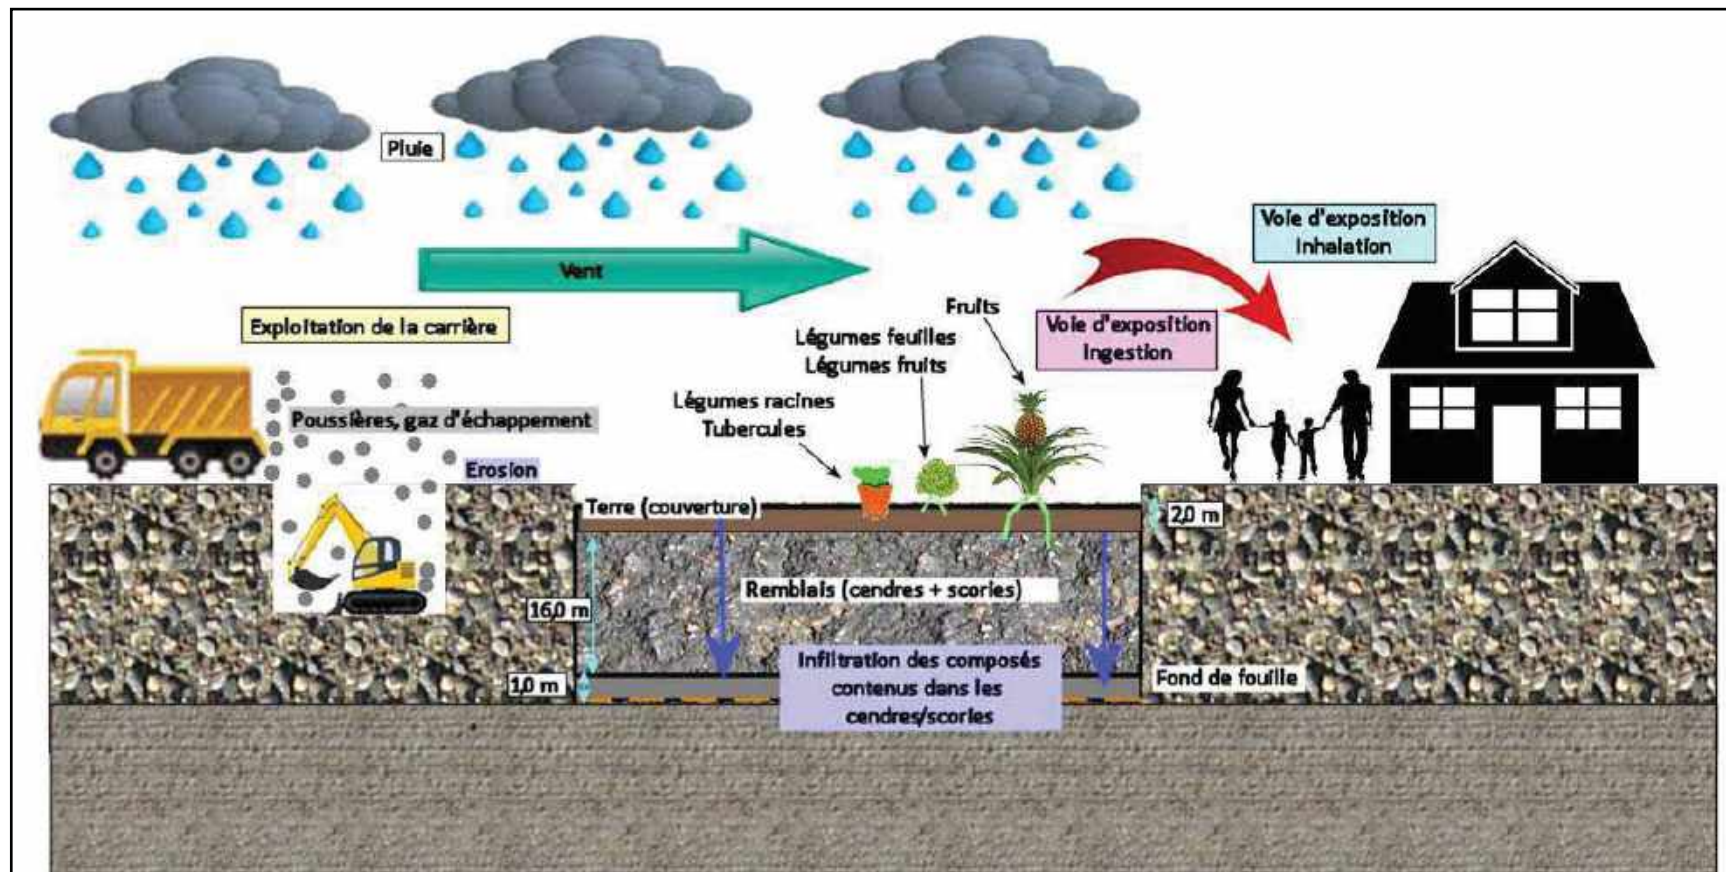 Pluie
Voie d'exposition
Inhalation
Vent
Exploitation de la carrière
Fruits
Voie d'exposition
Ingestion
Légumes feuilles
Légumes fruits
Légumes racines
Tubercules
Poussières, gaz d'échappement
Erosion
Terre (couverture)
2,0 m
Remblais (cendres + scories)
16,0 m
Infiltration des composés
contenus dans les
cendres/scories
1,0 m
Fond de fouille